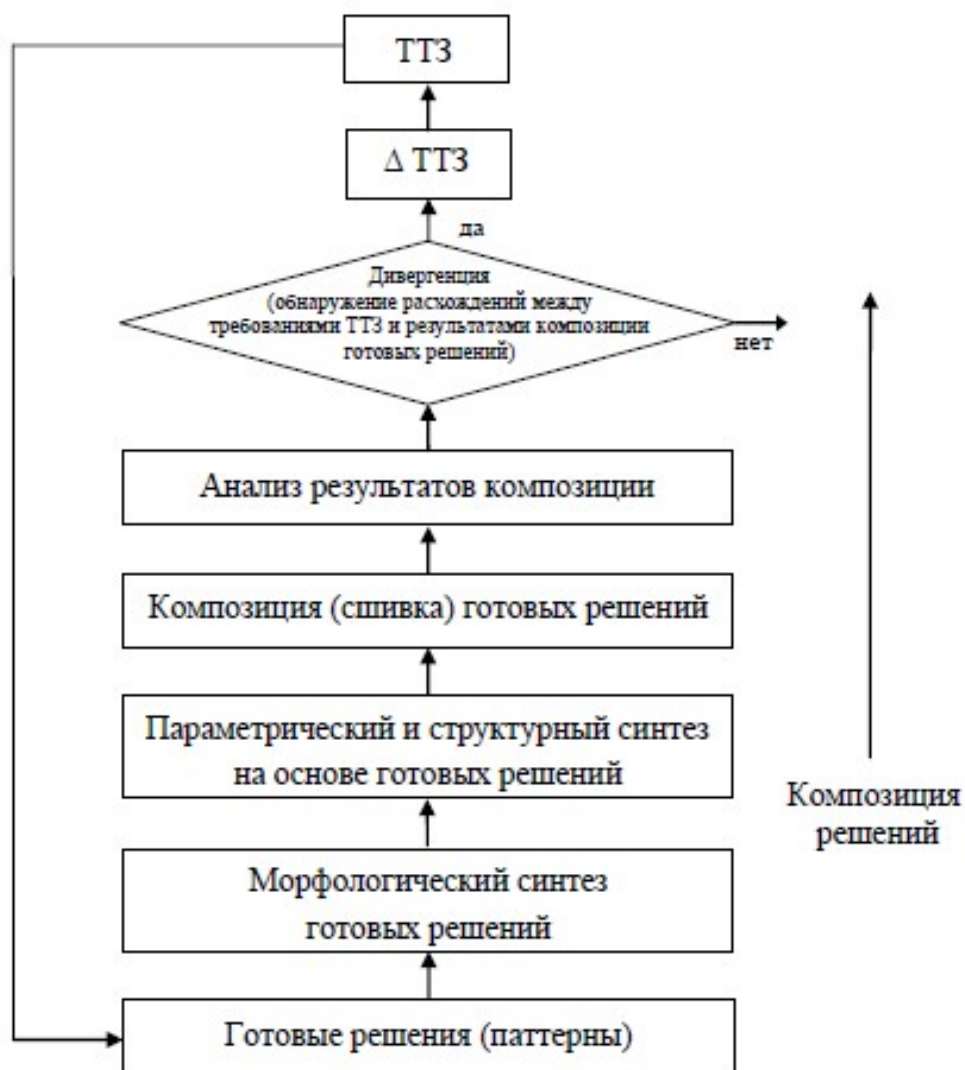 ТТЗ
Δ ТТЗ
да
Дивергенция
(обнаружение расхождений между
требованиями ТТЗ и результатами композиции
готовых решений)
нет
Анализ результатов композиции
Композиция (сшивка) готовых решений
Параметрический и структурный синтез
на основе готовых решений
Композиция
решений
Морфологический синтез
готовых решений
Готовые решения (паттерны)